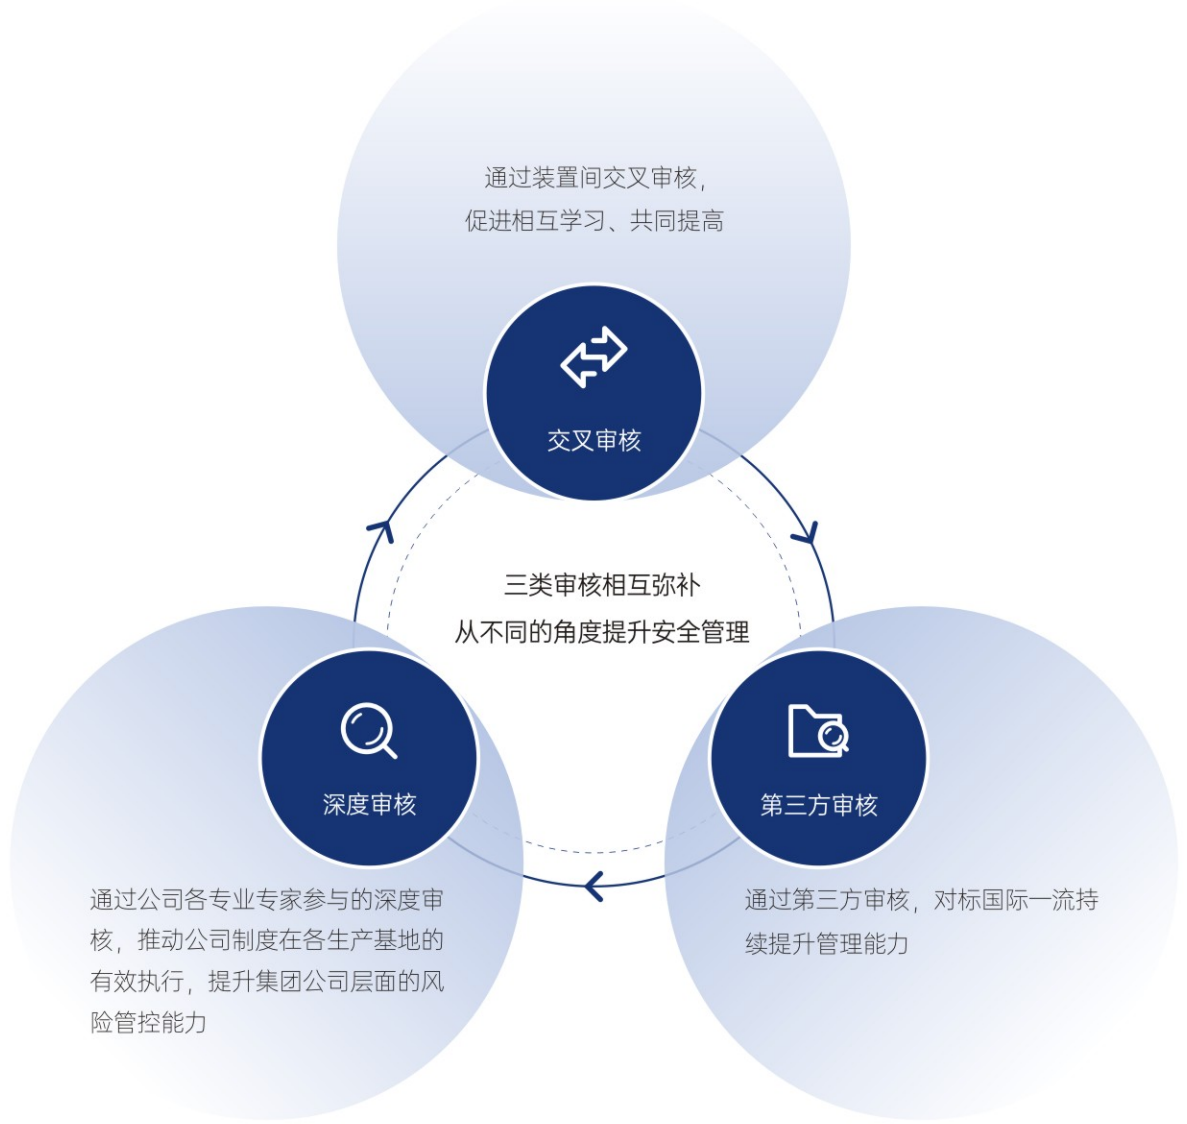 通过装置间交叉审核，
促进相互学习、共同提高
交叉审核
三类审核相互弥补
从不同的角度提升安全管理
深度审核
通过公司各专业专家参与的深度审
核，推动公司制度在各生产基地的
有效执行，提升集团公司层面的风
险管控能力
第三方审核
通过第三方审核，对标国际一流持
续提升管理能力